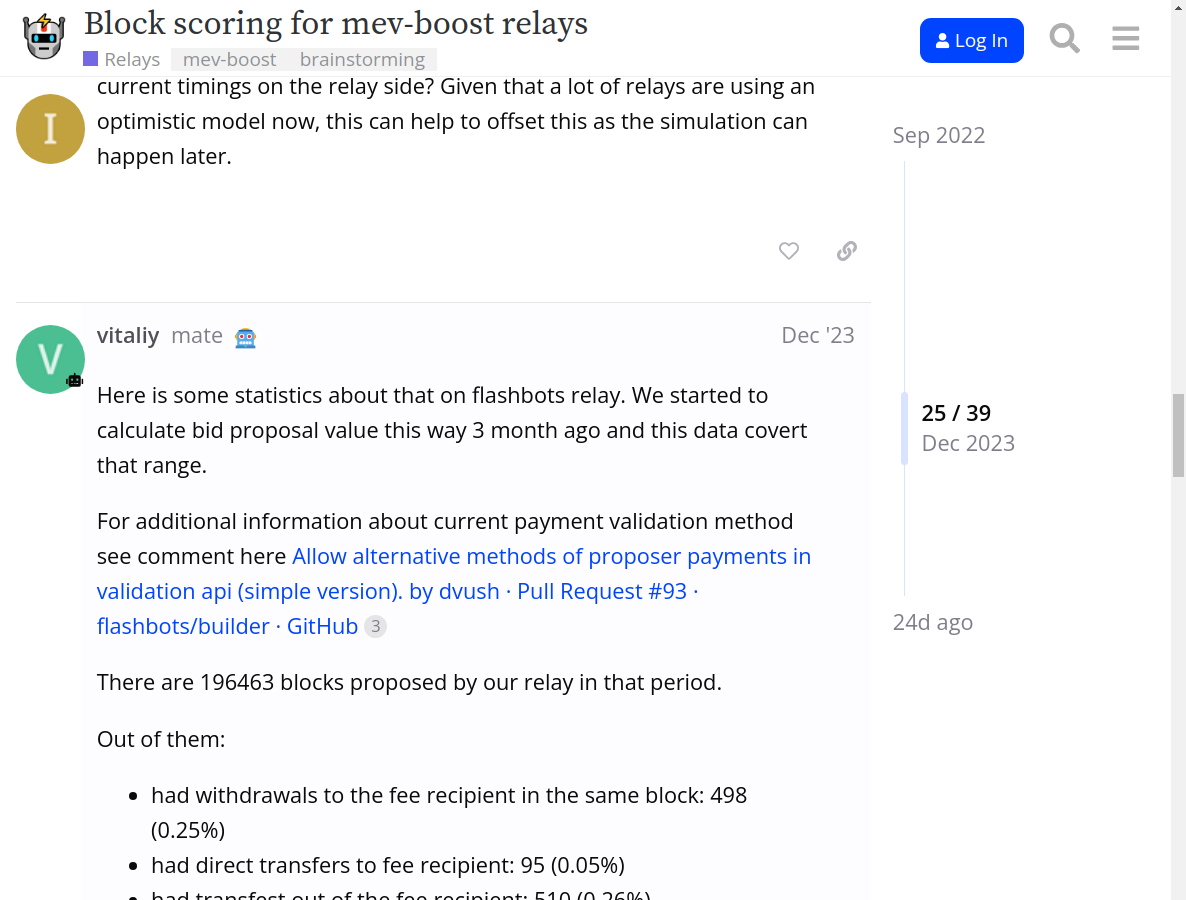 Block scoring for mev-boost relays
Relays mev-boost brainstorming
Log In
current timings on the relay side? Given that a lot of relays are using an
optimistic model now, this can help to offset this as the simulation can
happen later.
I
Sep 2022
vitaliy mate Dec '23
V
Here is some statistics about that on flashbots relay. We started to
calculate bid proposal value this way 3 month ago and this data covert
that range.
25 / 39
Dec 2023
For additional information about current payment validation method
see comment here Allow alternative methods of proposer payments in
validation api (simple version). by dvush · Pull Request #93 ·
flashbots/builder · GitHub 3
24d ago
There are 196463 blocks proposed by our relay in that period.
Out of them:
• had withdrawals to the fee recipient in the same block: 498
(0.25%)
• had direct transfers to fee recipient: 95 (0.05%)
• had transfest out of the fee recipient: 510 (0.26%)